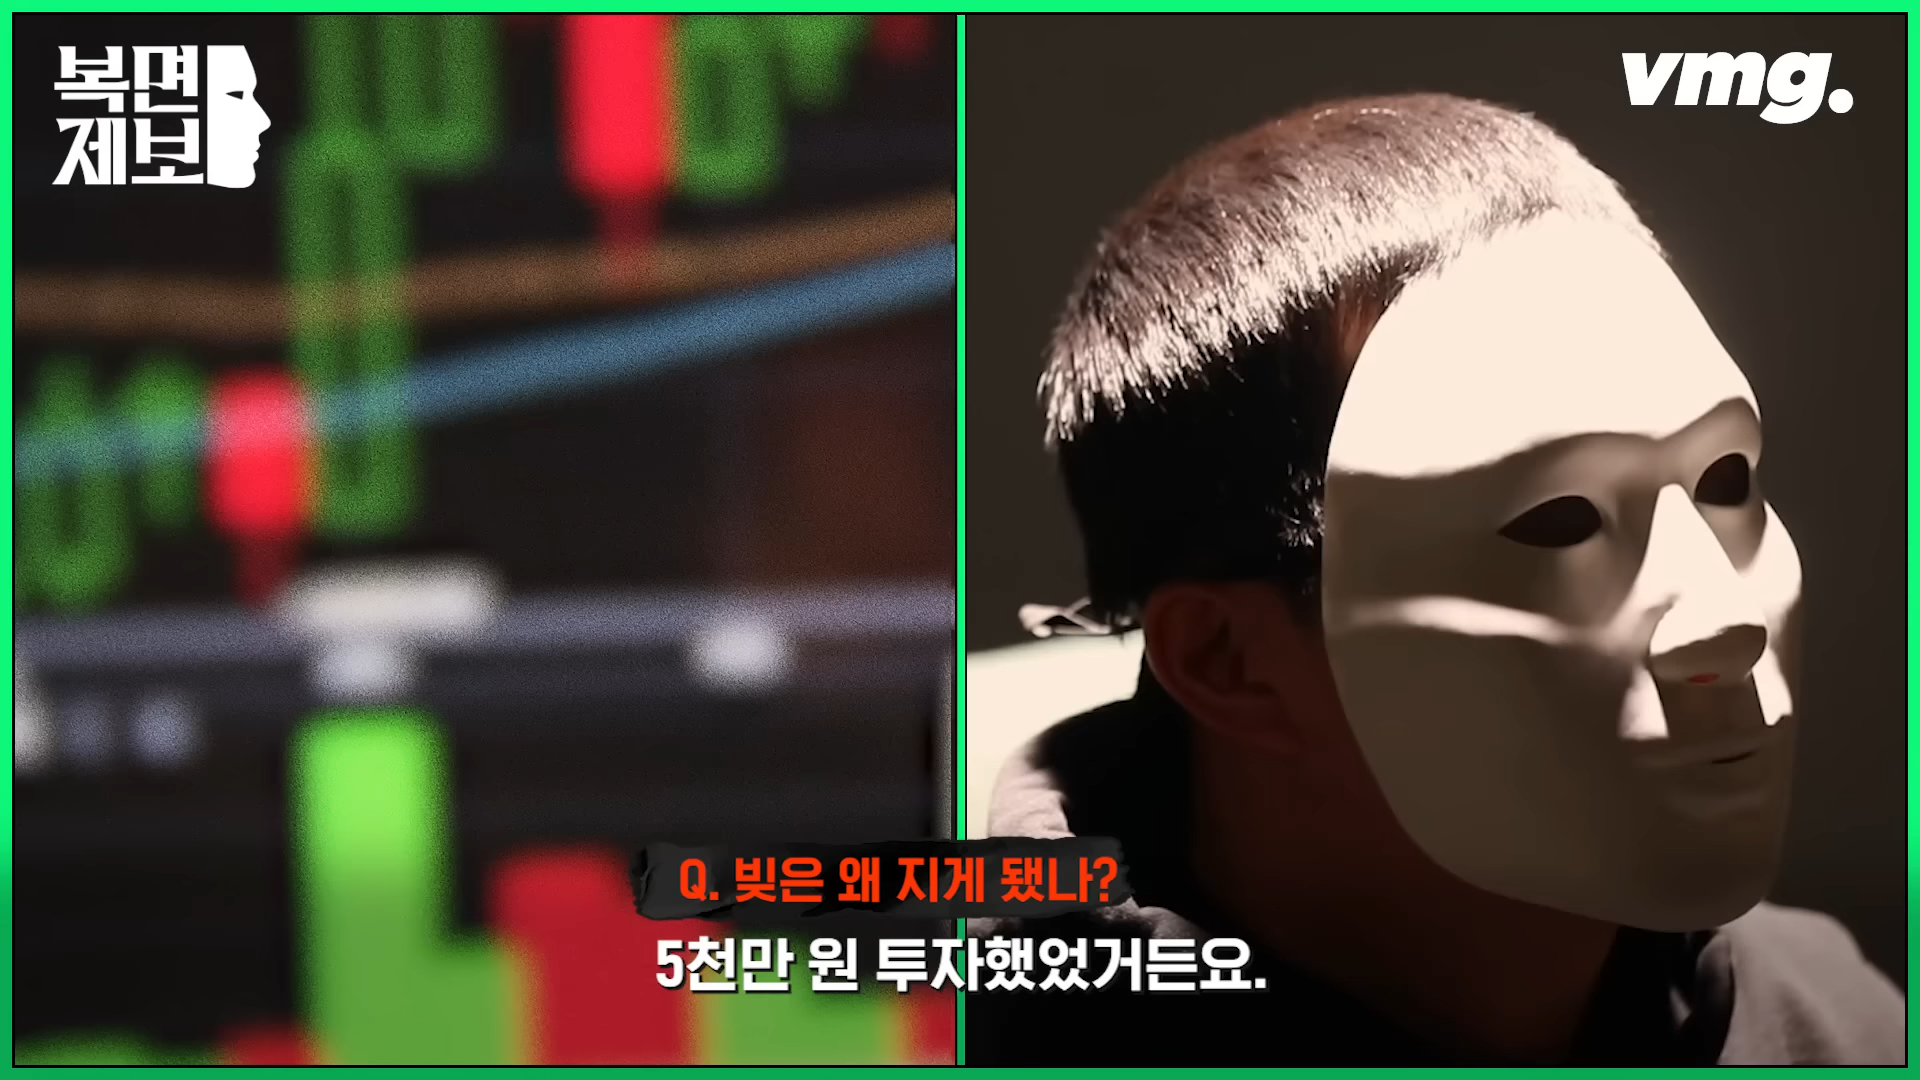 복면
제보
vmg.
Q. 빚은 왜 지게 됐나?
5천만 원 투자했었거든요.